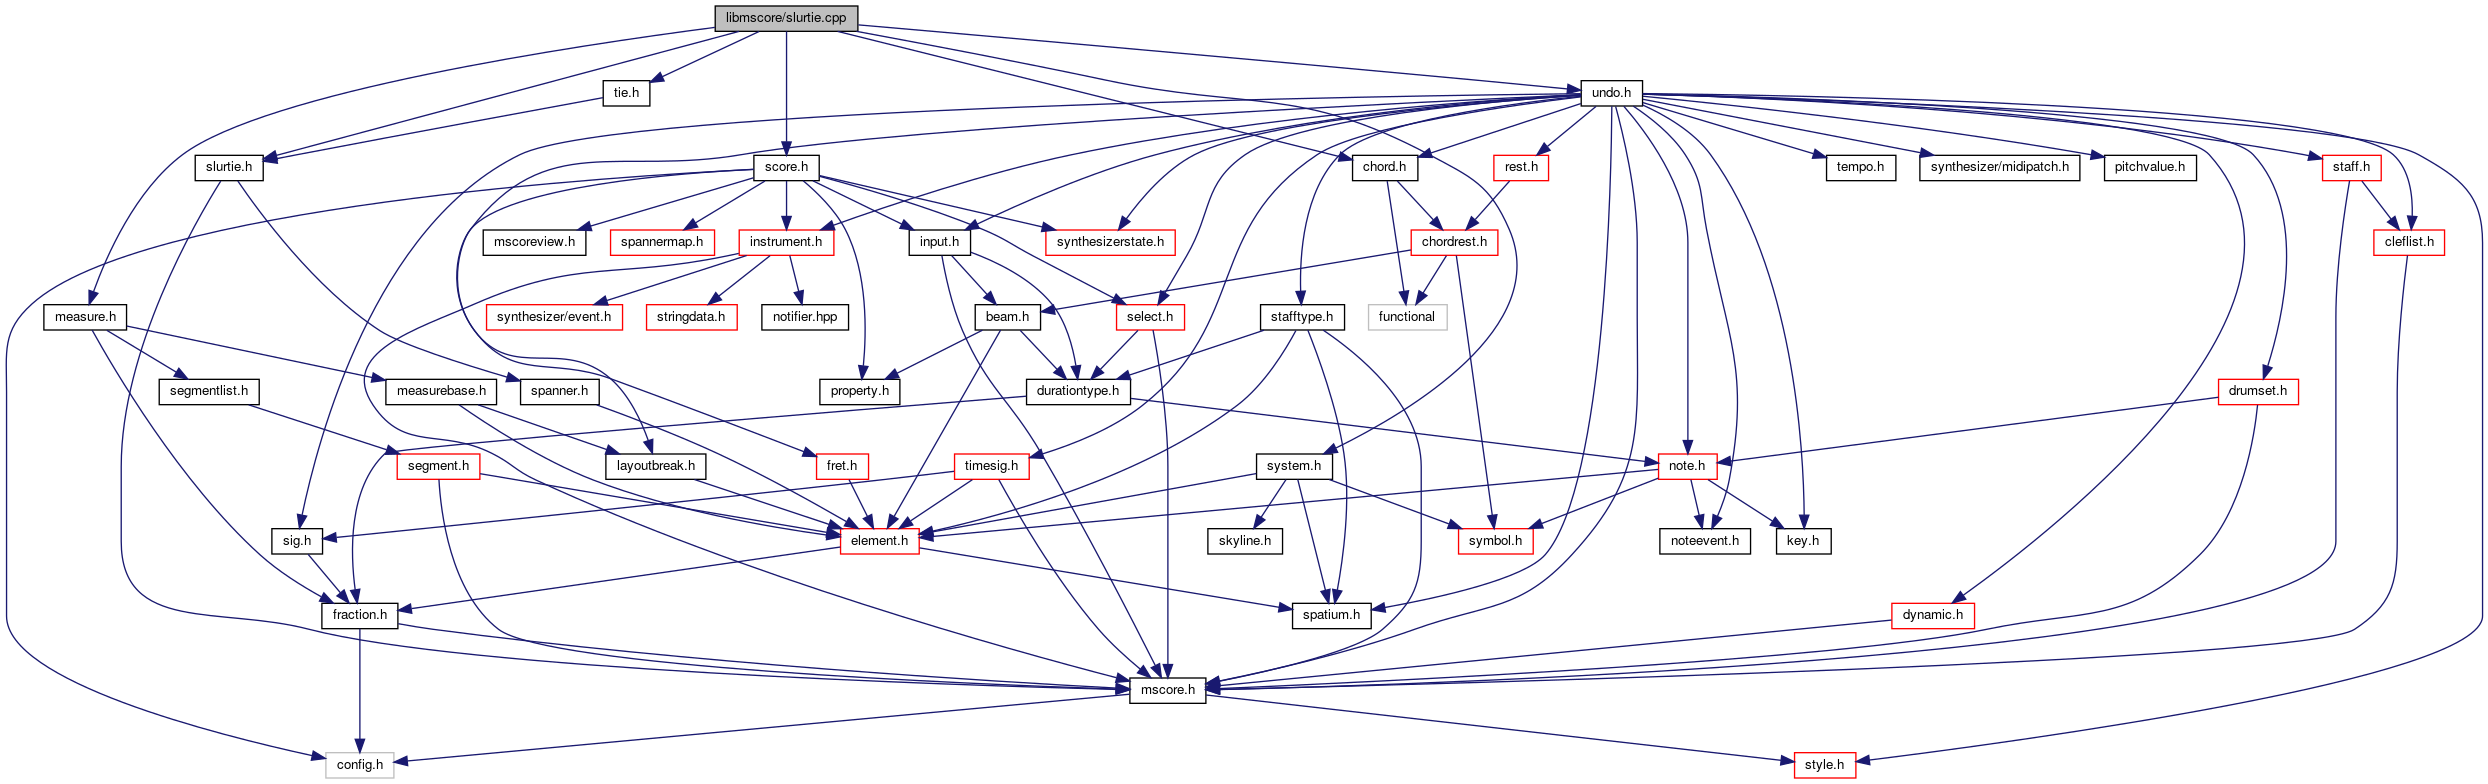 libmscore/slurtie.cpp
tie.h
undo.h
slurtie.h
score.h
chord.h
rest.h
tempo.h
synthesizer/midipatch.h
pitchvalue.h
staff.h
mscoreview.h
spannermap.h
instrument.h
input.h
synthesizerstate.h
chordrest.h
cleflist.h
measure.h
synthesizer/event.h
stringdata.h
notifier.hpp
beam.h
select.h
stafftype.h
functional
segmentlist.h
measurebase.h
spanner.h
property.h
durationtype.h
drumset.h
segment.h
layoutbreak.h
fret.h
timesig.h
system.h
note.h
sig.h
element.h
skyline.h
symbol.h
noteevent.h
key.h
fraction.h
spatium.h
dynamic.h
mscore.h
config.h
style.h